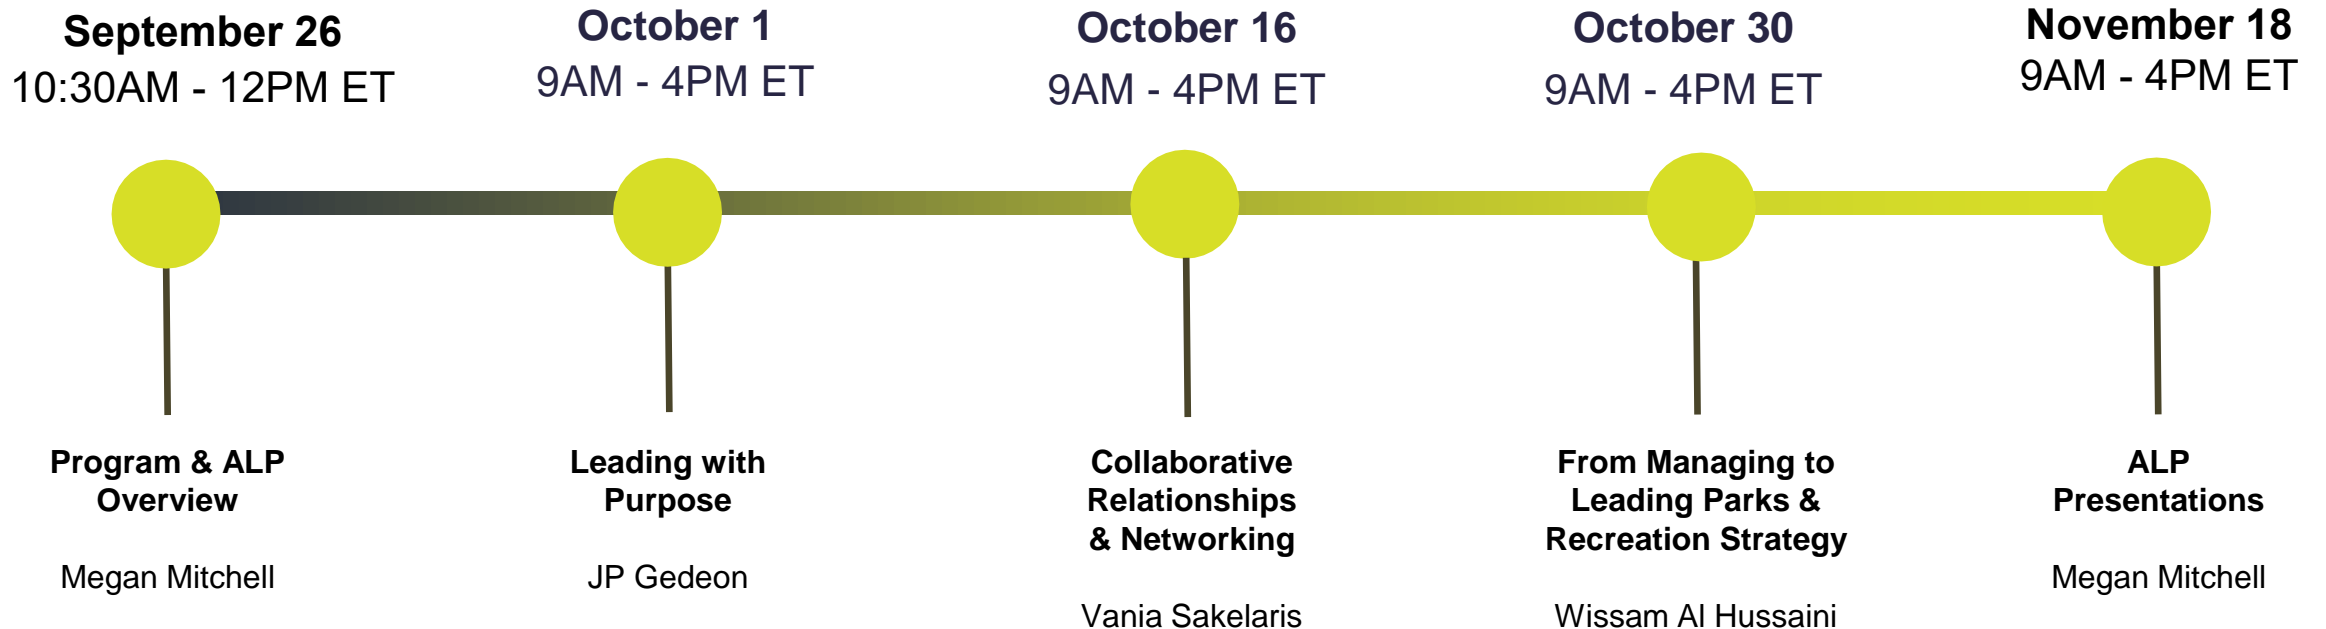 September 26
10:30AM - 12PM ET
Program & ALP
Overview
Megan Mitchell
October 1
9AM - 4PM ET
Leading with
Purpose
JP Gedeon
October 16
9AM - 4PM ET
Collaborative
Relationships
& Networking
Vania Sakelaris
October 30
9AM - 4PM ET
From Managing to
Leading Parks &
Recreation Strategy
Wissam Al Hussaini
November 18
9AM - 4PM ET
ALP
Presentations
Megan Mitchell